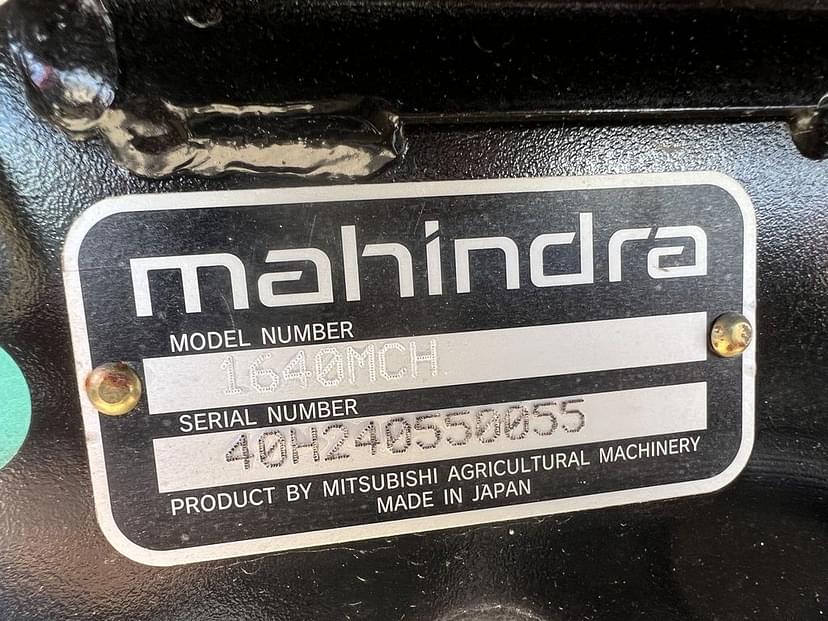 mahindra
MODEL NUMBER
1640MCH
SERIAL NUMBER
40H240550055
PRODUCT BY MITSUBISHI AGRICULTURAL MACHINERY
MADE IN JAPAN